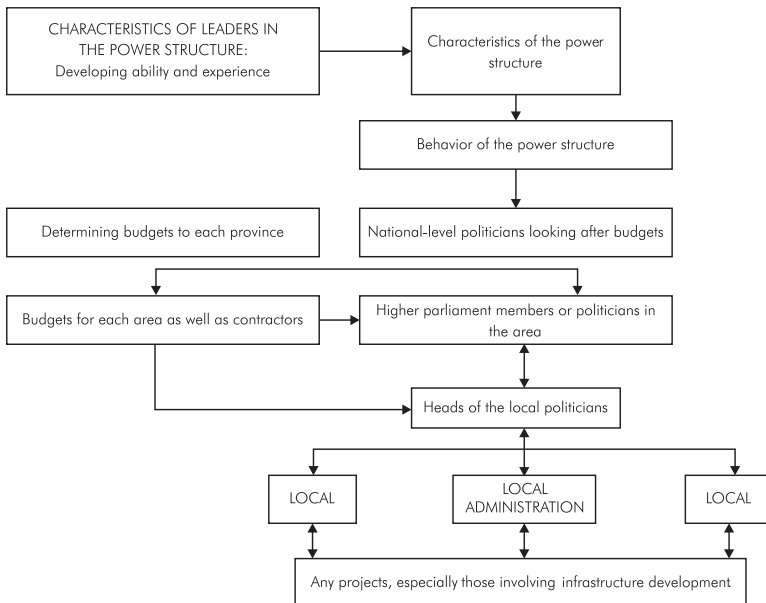 CHARACTERISTICS OF LEADERS IN
THE POWER STRUCTURE:
Developing ability and experience
Characteristics of the power
structure
Behavior of the power structure
Determining budgets to each province
National-level politicians looking after budgets
Budgets for each area as well as contractors
Higher parliament members or politicians in
the area
Heads of the local politicians
LOCAL
LOCAL
ADMINISTRATION
LOCAL
Any projects, especially those involving infrastructure development